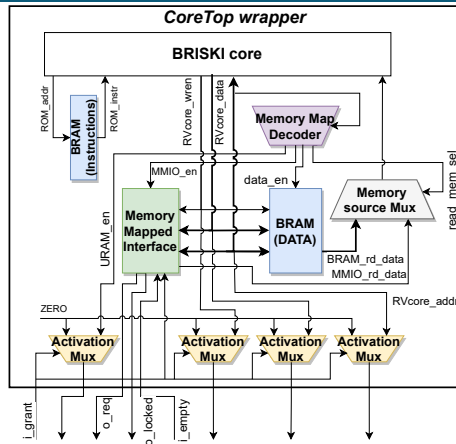 CoreTop wrapper
BRISKI core
ROM_addr
ROM_instr
RVcore_wren
RVcore_data
BRAM
(Instructions)
Memory Map
Decoder
read_mem_sel
MMIO_en
data_en
URAM_en
Memory
Mapped
Interface
BRAM
(DATA)
Memory
source Mux
BRAM_rd_data
MMIO_rd_data
RVcore_addr
ZERO
Activation
Mux
Activation
Mux
Activation
Mux
Activation
Mux
i_grant
o_req
o_locked
i_empty